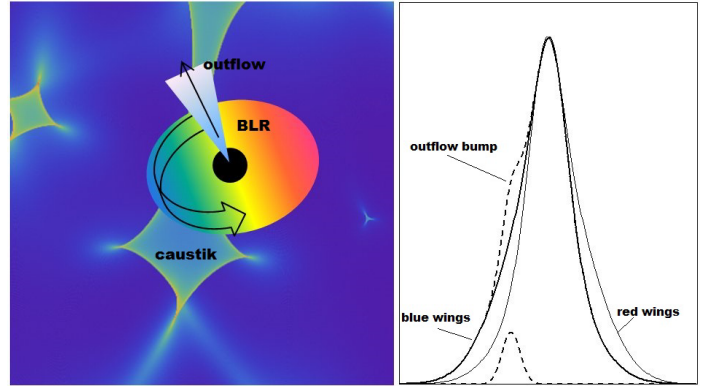 outflow
BLR
caustik
outflow bump
blue wings
red wings